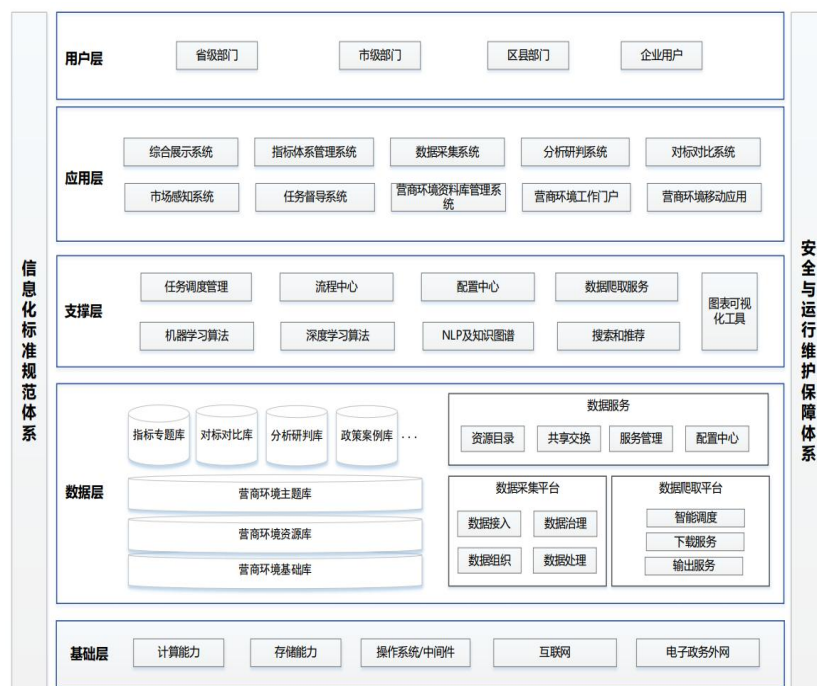 信息化标准规范体系
用户层
省级部门
市级部门
区县部门
企业用户
应用层
综合展示系统
指标体系管理系统
数据采集系统
分析研判系统
对标对比系统
市场感知系统
任务督导系统
营商环境资料库管理系
统
营商环境工作门户
营商环境移动应用
支撑层
任务调度管理
流程中心
配置中心
数据爬取服务
图表可视
化工具
机器学习算法
深度学习算法
NLP及知识图谱
搜索和推荐
数据层
指标专题库
对标对比库
分析研判库
政策案例库
...
营商环境主题库
营商环境资源库
营商环境基础库
数据服务
资源目录
共享交换
服务管理
配置中心
数据采集平台
数据接入
数据治理
数据组织
数据处理
数据爬取平台
智能调度
下载服务
输出服务
基础层
计算能力
存储能力
操作系统/中间件
互联网
电子政务外网
安全与运行维护保障体系